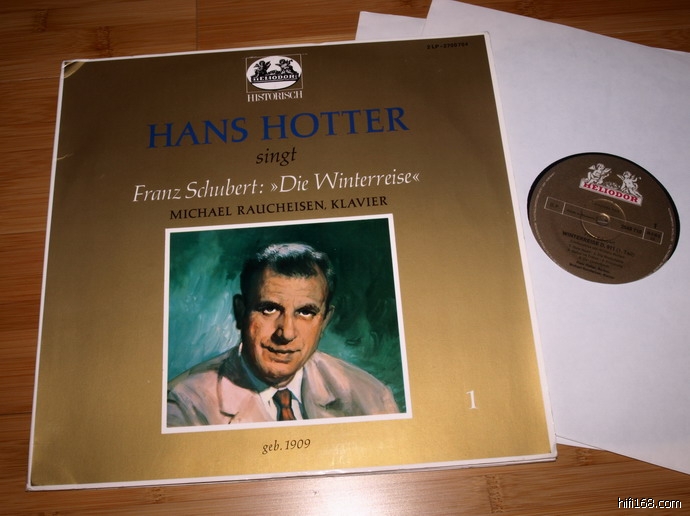 HELIODOR
HISTORISCH
HANS HOTTER
singt
Franz Schubert: »Die Winterreise«
MICHAEL RAUCHEISEN, KLAVIER
1
geb. 1909
HELIODOR
hifi168.com